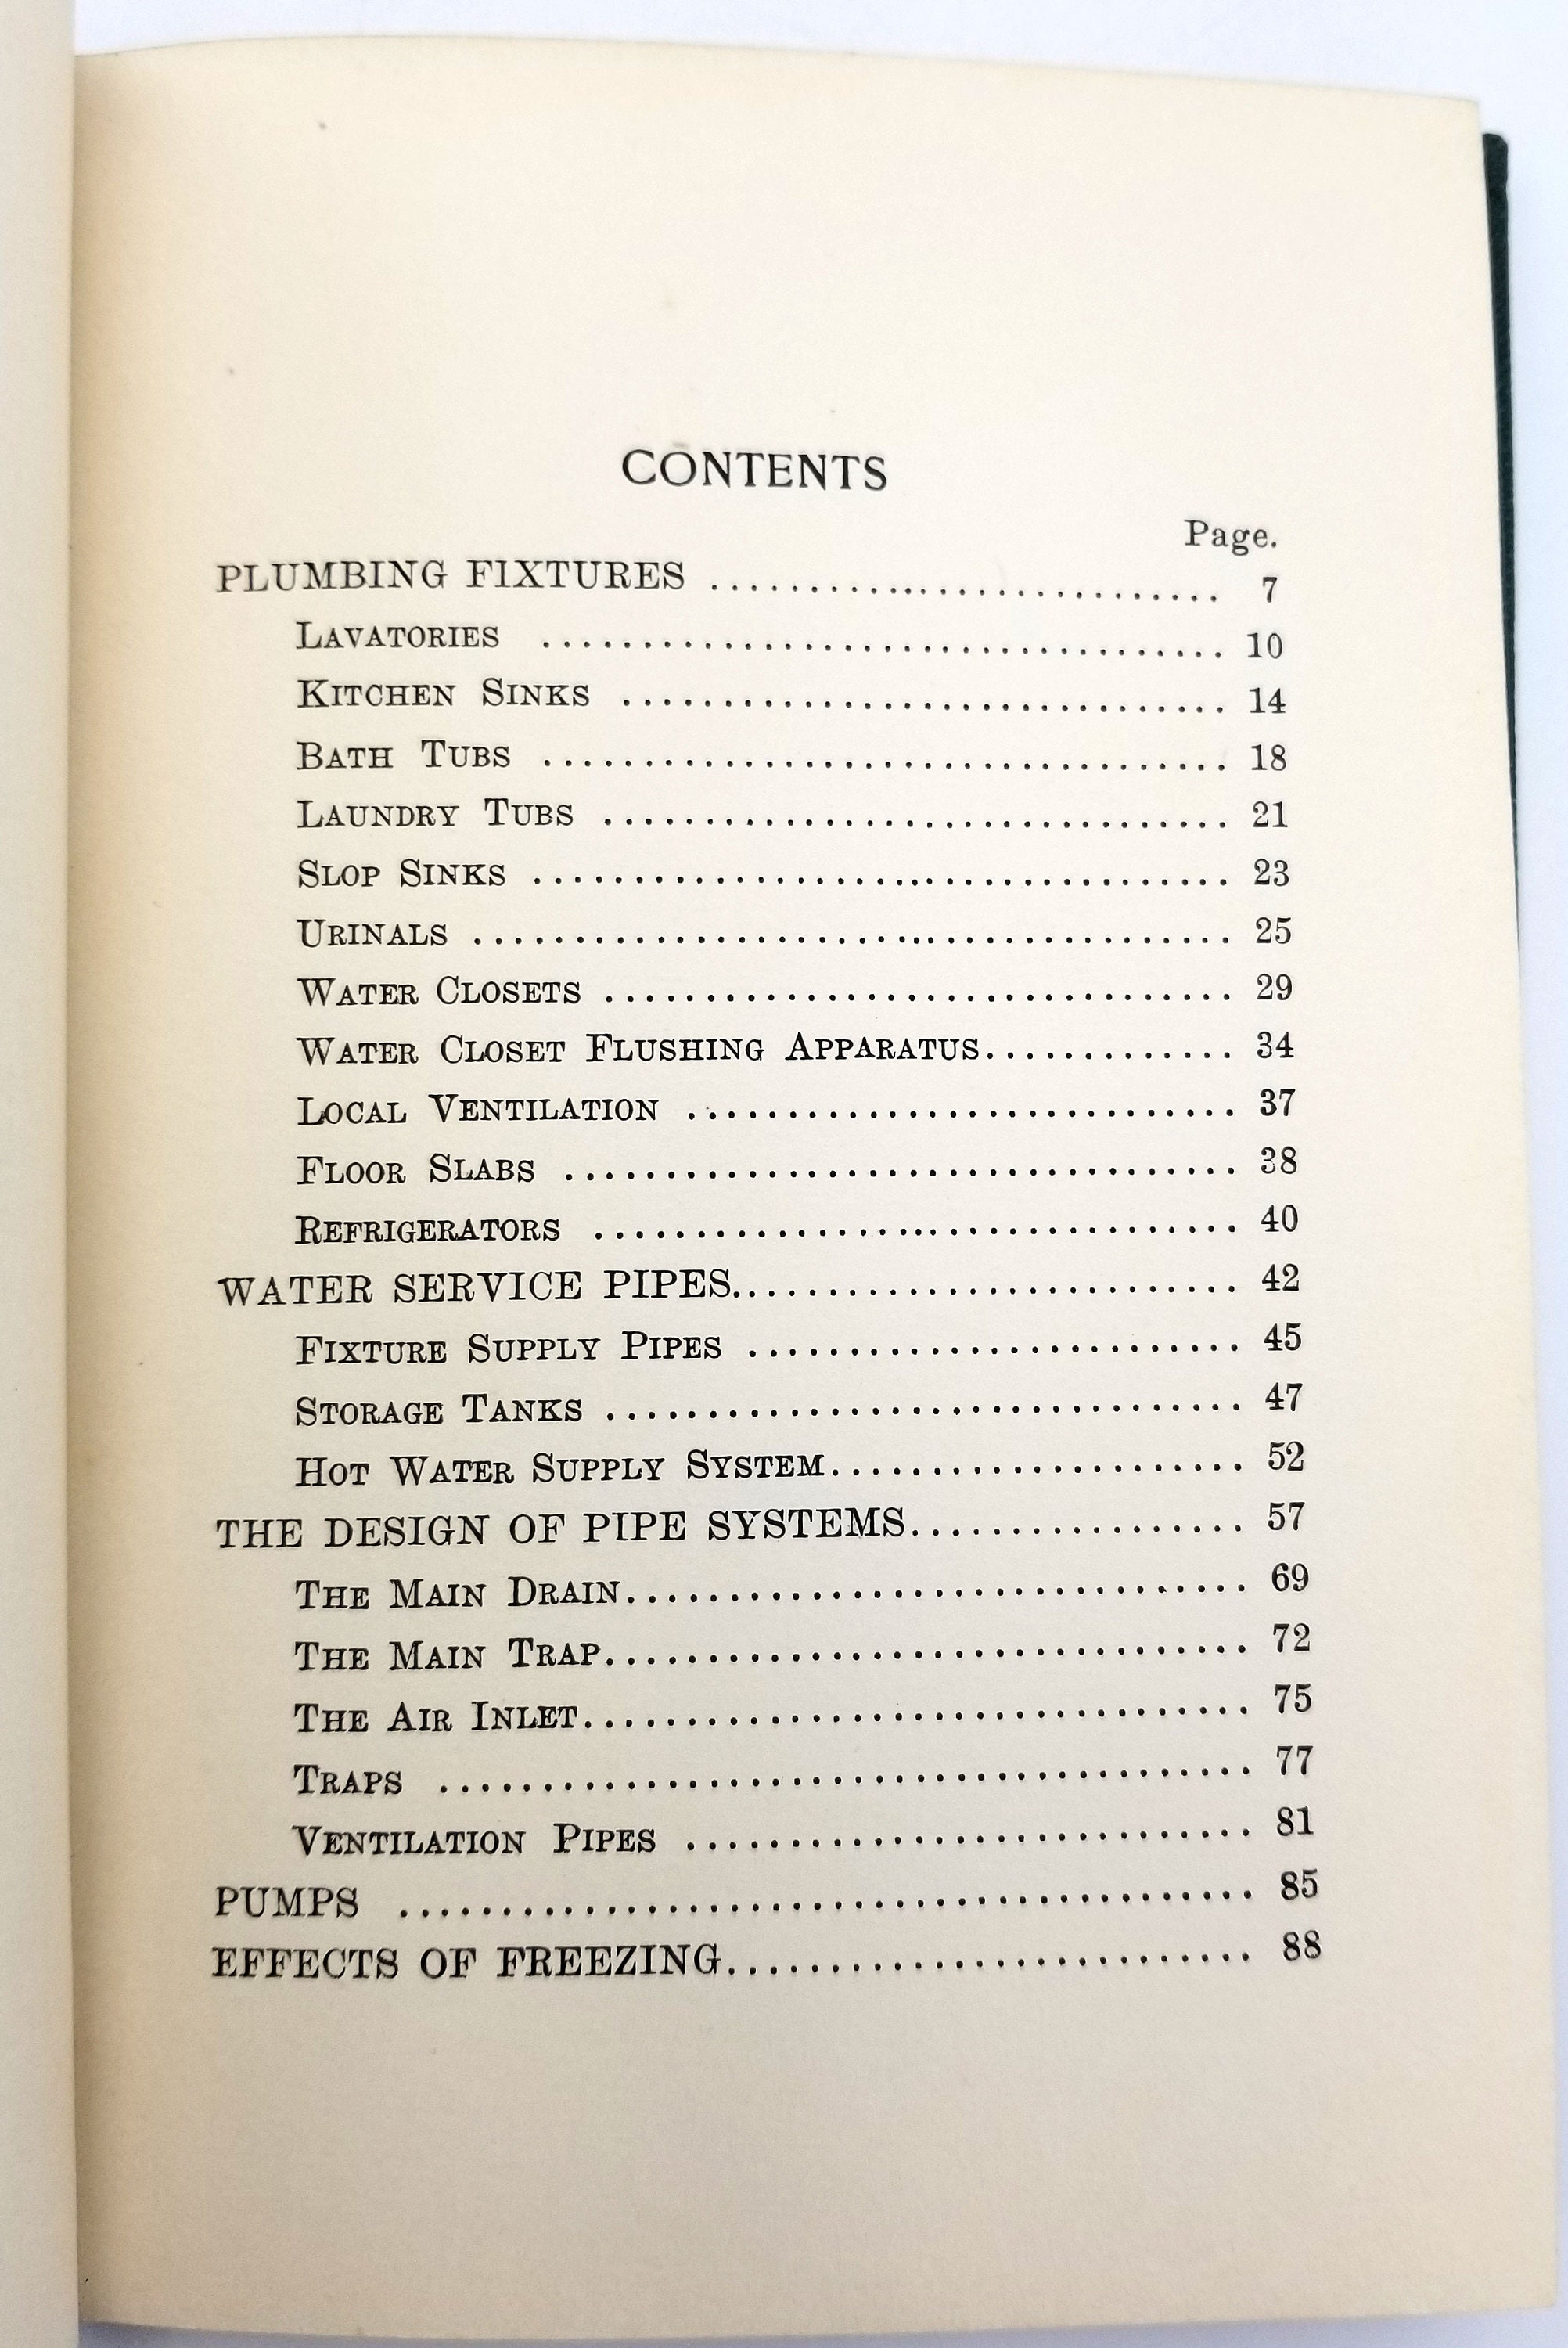 CONTENTS
Page.
PLUMBING FIXTURES ................................ 7
LAVATORIES .................................. 10
KITCHEN SINKS .............................. 14
BATH TUBS .................................. 18
LAUNDRY TUBS ............................... 21
SLOP SINKS ................................... 23
URINALS ...................................... 25
WATER CLOSETS ............................... 29
WATER CLOSET FLUSHING APPARATUS............. 34
LOCAL VENTILATION ........................... 37
FLOOR SLABS ................................. 38
REFRIGERATORS ................................ 40
WATER SERVICE PIPES.......................... 42
FIXTURE SUPPLY PIPES ......................... 45
STORAGE TANKS ................................ 47
HOT WATER SUPPLY SYSTEM..................... 52
THE DESIGN OF PIPE SYSTEMS................. 57
THE MAIN DRAIN............................... 69
THE MAIN TRAP................................ 72
THE AIR INLET................................. 75
TRAPS ........................................ 77
VENTILATION PIPES ............................ 81
PUMPS .......................................... 85
EFFECTS OF FREEZING.......................... 88